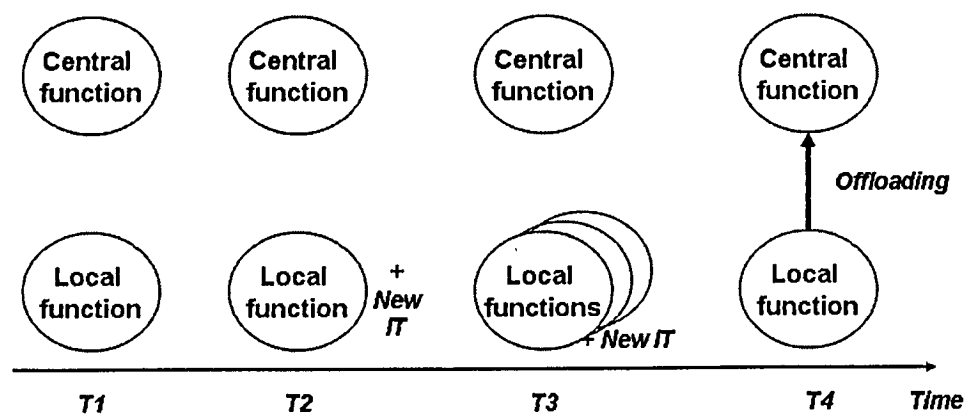 Central
function
Central
function
Central
function
Central
function
Offloading
Local
function
Local
function
+
New
IT
Local
functions
+ New IT
Local
function
T1
T2
T3
T4
Time